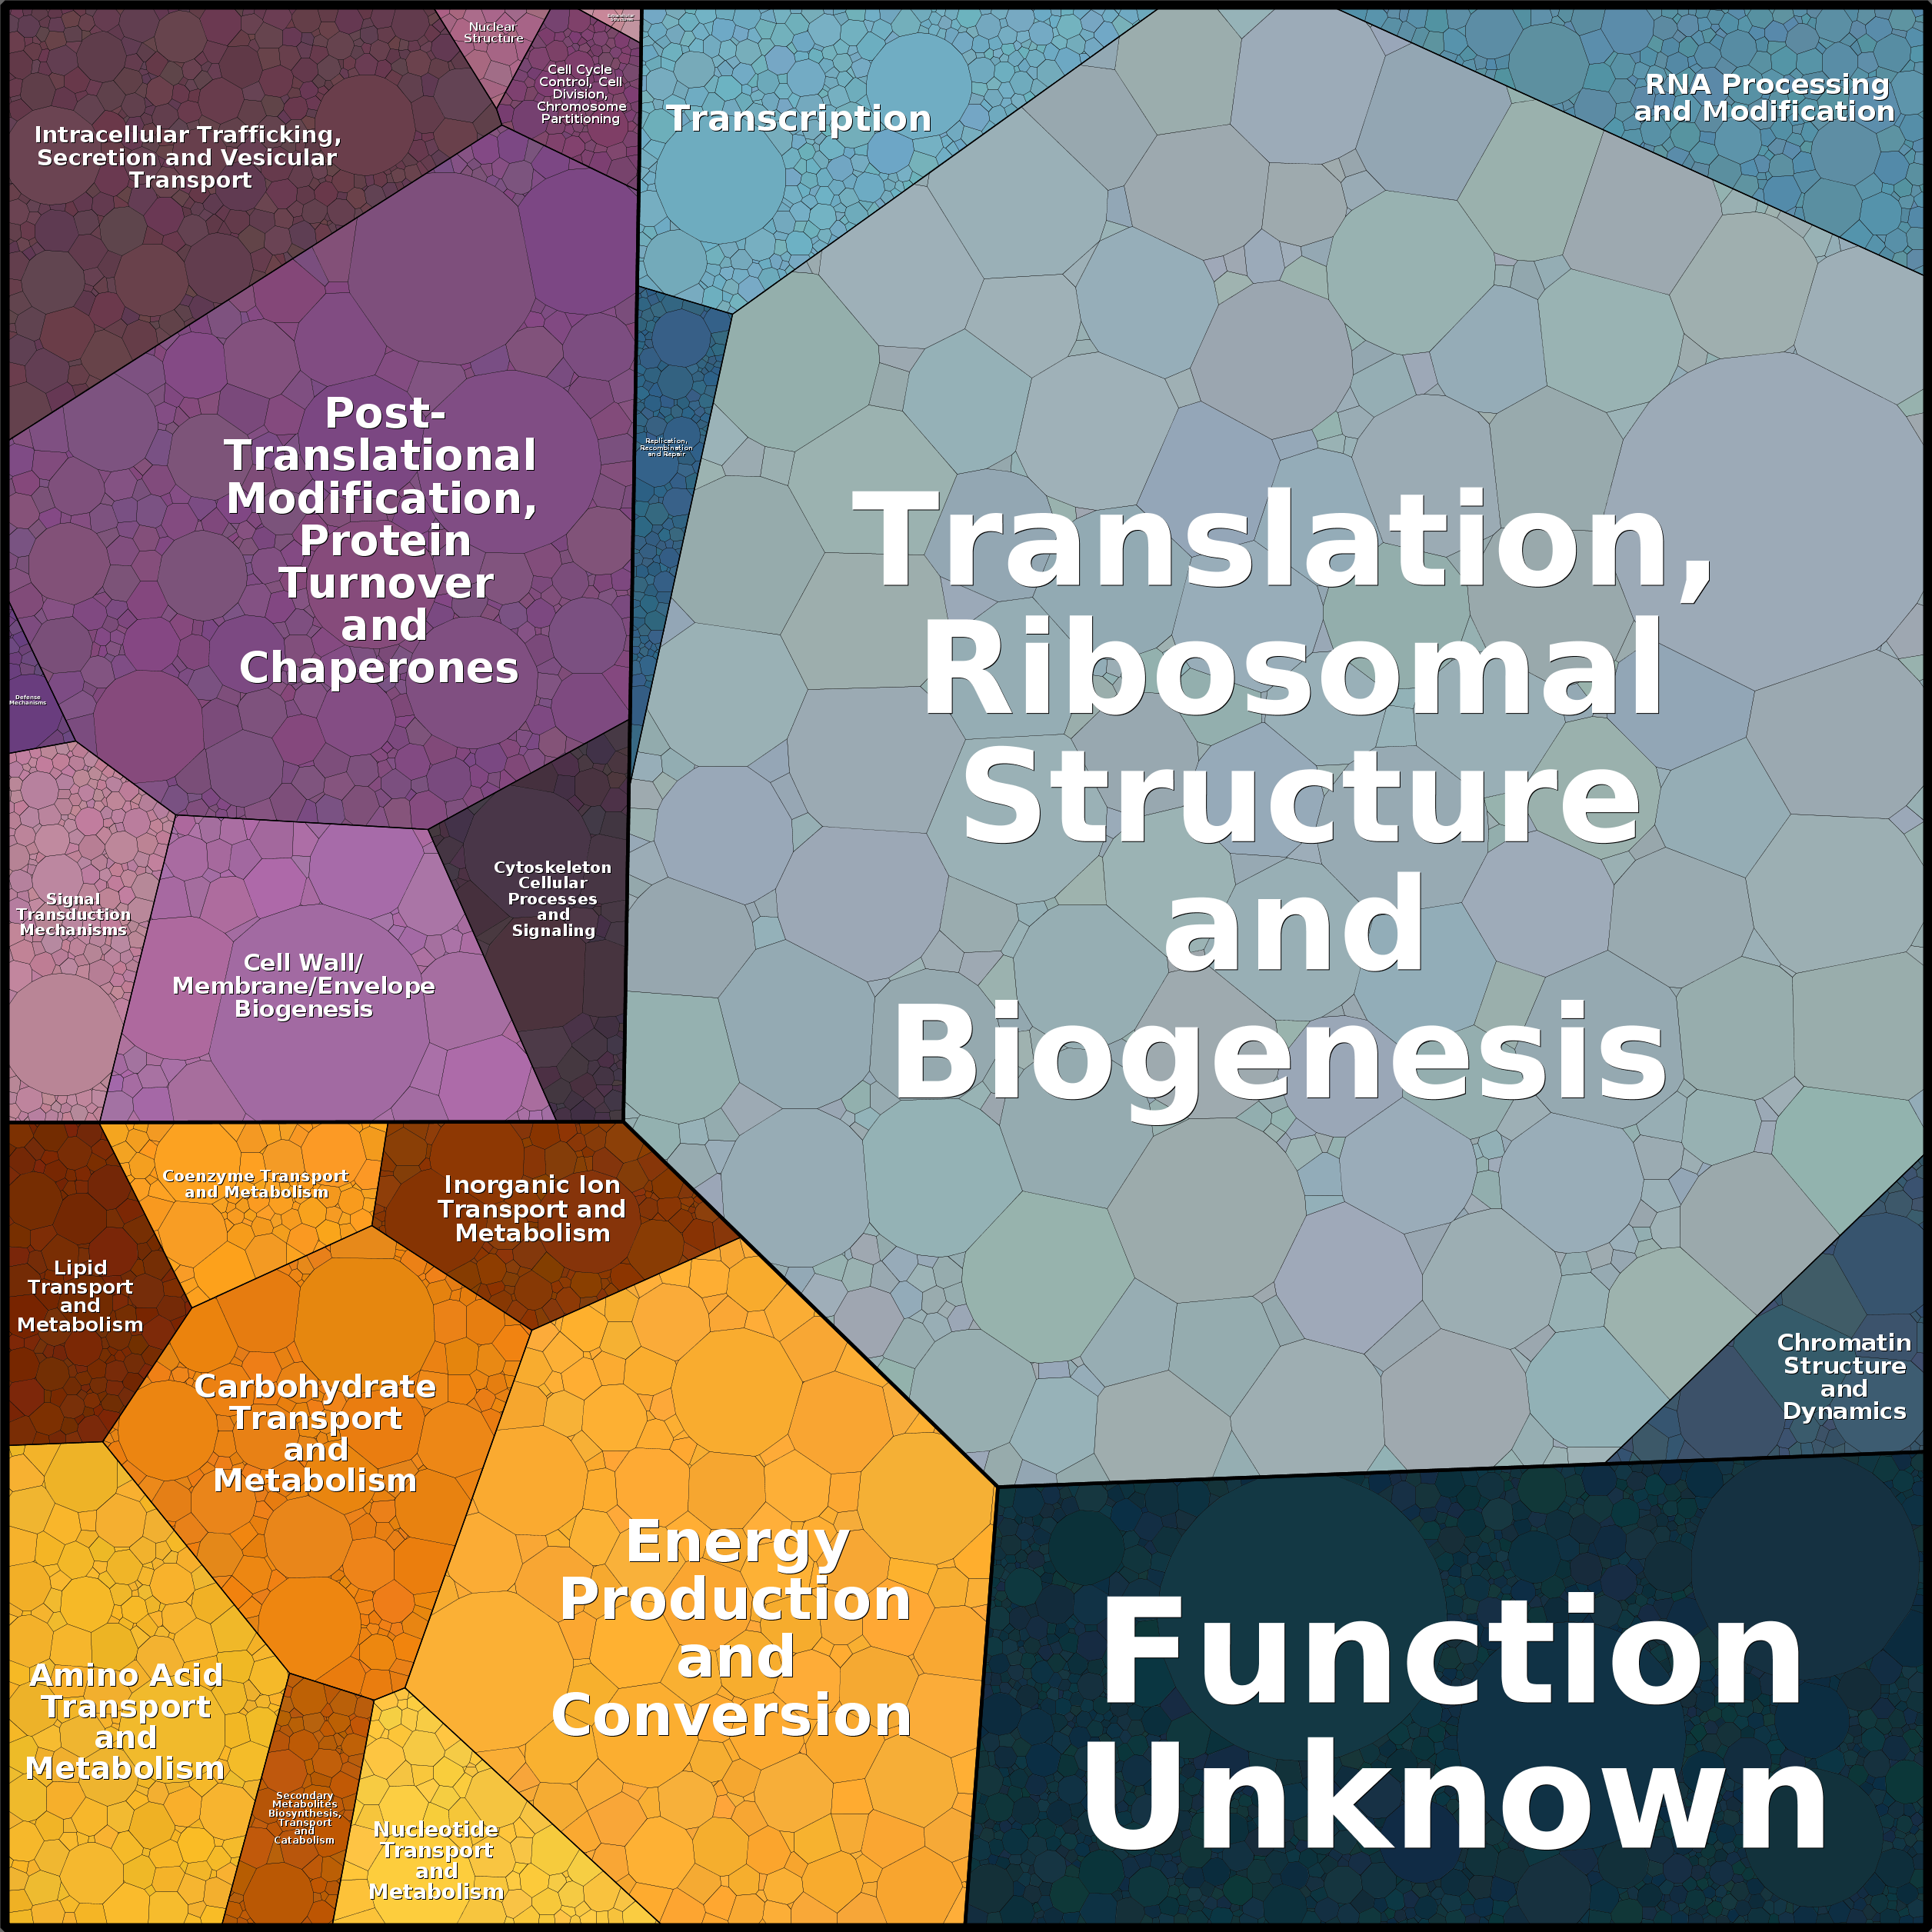 Nuclear
Structure
Cell Cycle
Control, Cell
Division,
Chromosome
Partitioning
Intracellular Trafficking,
Secretion and Vesicular
Transport
Transcription
RNA Processing
and Modification
Post-
Translational
Modification,
Protein
Turnover
and
Chaperones
Replication,
Recombination
and Repair
Translation,
Ribosomal
Structure
and
Biogenesis
Defense
Mechanisms
Signal
Transduction
Mechanisms
Cell Wall/
Membrane/Envelope
Biogenesis
Cytoskeleton
Cellular
Processes
and
Signaling
Coenzyme Transport
and Metabolism
Inorganic Ion
Transport and
Metabolism
Lipid
Transport
and
Metabolism
Carbohydrate
Transport
and
Metabolism
Chromatin
Structure
and
Dynamics
Energy
Production
and
Conversion
Function
Unknown
Amino Acid
Transport
and
Metabolism
Secondary
Metabolites
Biosynthesis,
Transport
and
Catabolism
Nucleotide
Transport
and
Metabolism